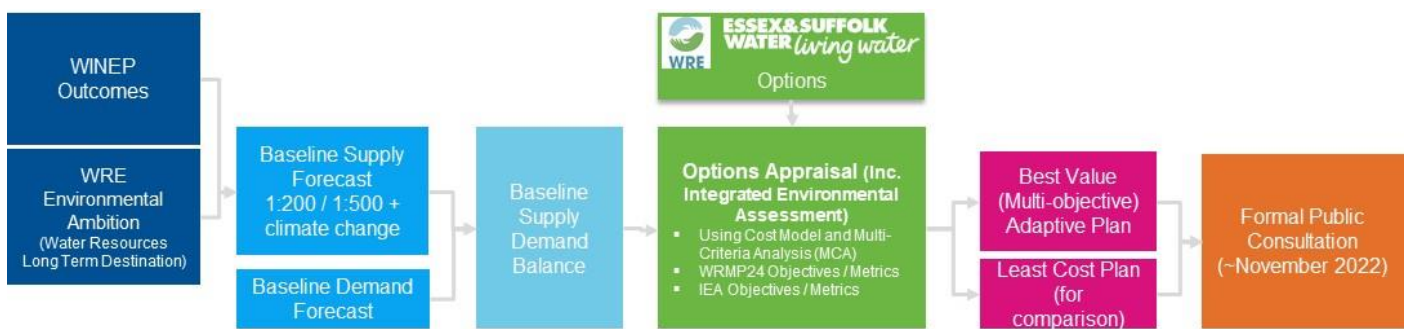 WINEP
Outcomes
WRE
Environmental
Ambition
(Water Resources
Long Term Destination)
Baseline Supply
Forecast
1:200 / 1:500 +
climate change
Baseline Demand
Forecast
Baseline
Supply
Demand
Balance
WRE
ESSEX&SUFFOLK
WATER living water
Options
Options Appraisal (Inc.
Integrated Environmental
Assessment)
▪ Using Cost Model and Multi-
Criteria Analysis (MCA)
▪ WRMP24 Objectives / Metrics
▪ IEA Objectives / Metrics
Best Value
(Multi-objective)
Adaptive Plan
Least Cost Plan
(for
comparison)
Formal Public
Consultation
(~November 2022)